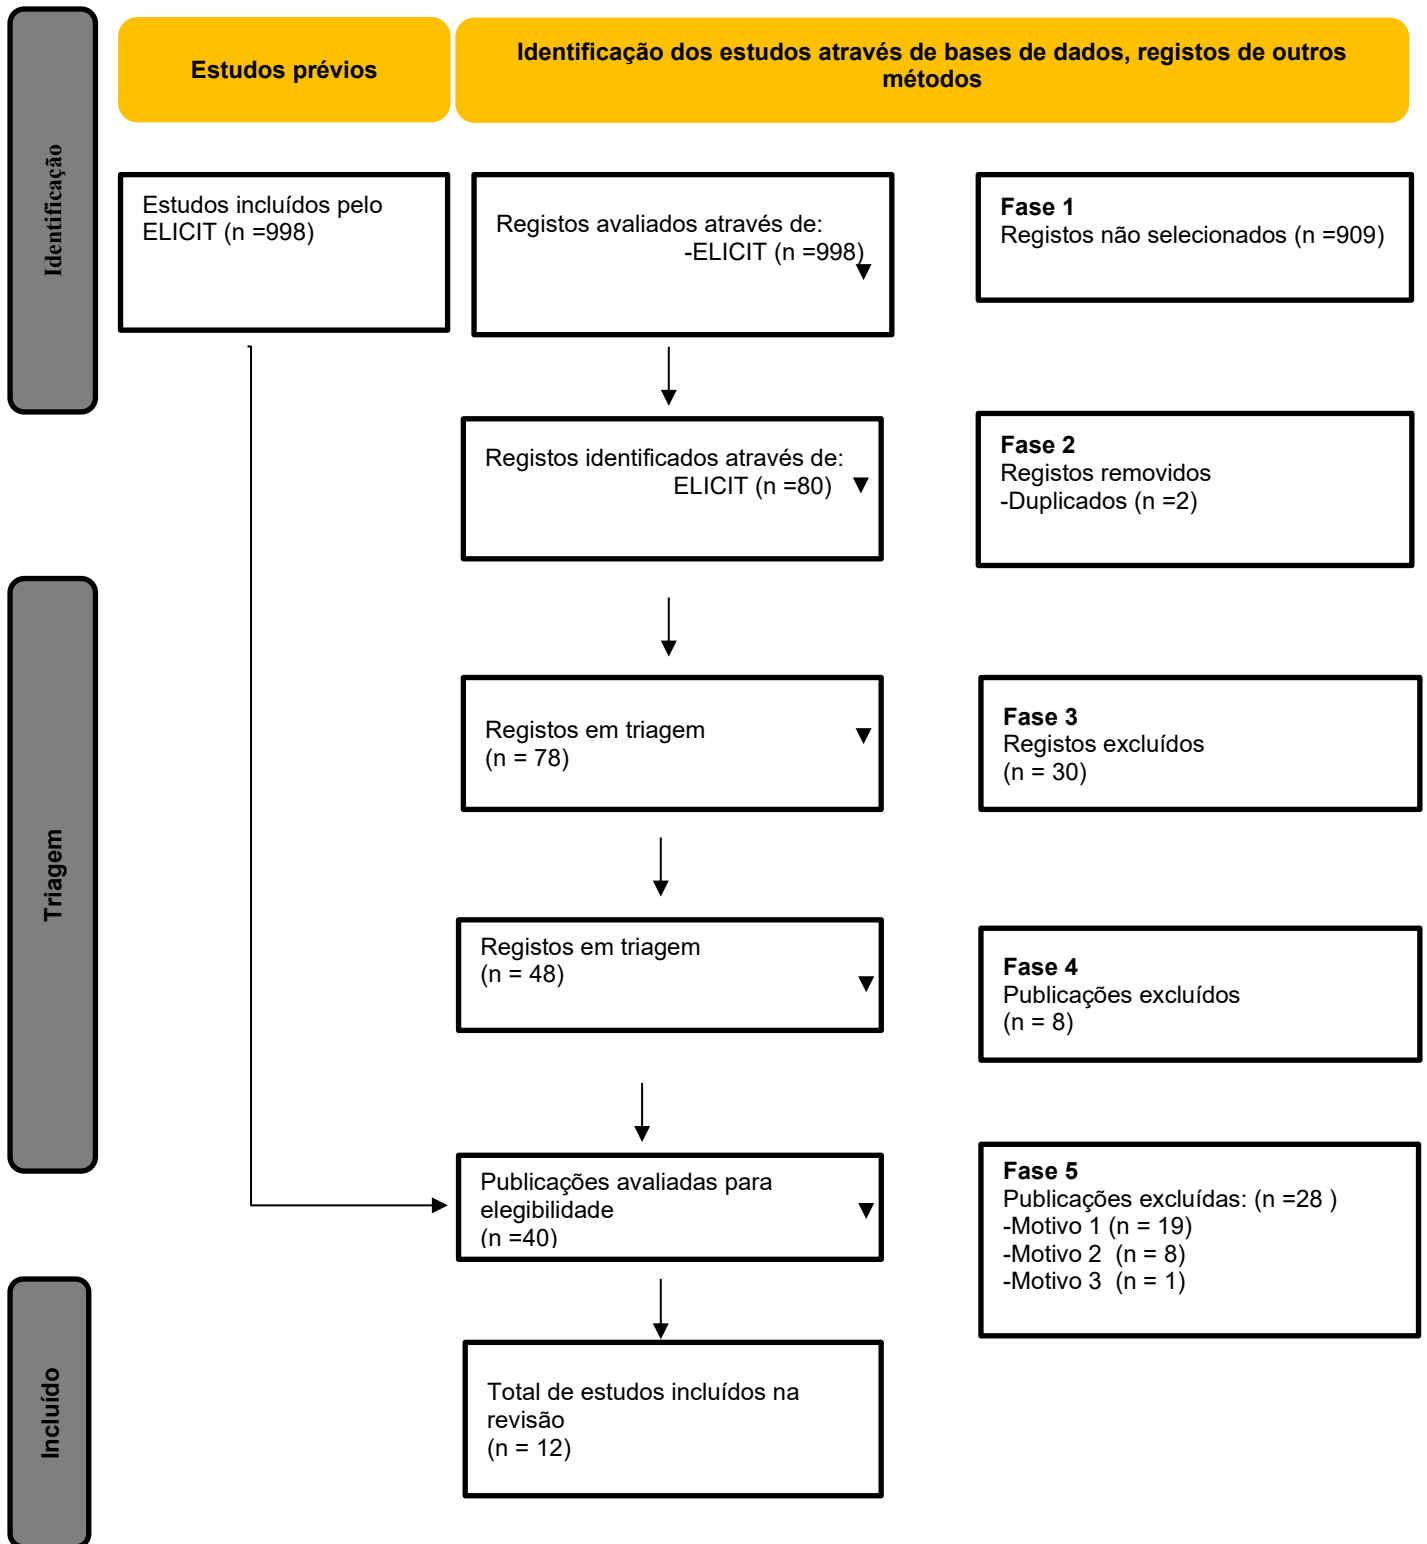 Estudos prévios
Identificação dos estudos através de bases de dados, registos de outros
métodos
Identificação
Estudos incluídos pelo
ELICIT (n =998)
Registos avaliados através de:
-ELICIT (n =998)
Fase 1
Registos não selecionados (n =909)
Registos identificados através de:
ELICIT (n =80)
Fase 2
Registos removidos
-Duplicados (n =2)
Triagem
Registos em triagem
(n = 78)
Fase 3
Registos excluídos
(n = 30)
Registos em triagem
(n = 48)
Fase 4
Publicações excluídos
(n = 8)
Publicações avaliadas para
elegibilidade
(n =40)
Fase 5
Publicações excluídas: (n =28 )
-Motivo 1 (n = 19)
-Motivo 2  (n = 8)
-Motivo 3  (n = 1)
Incluído
Total de estudos incluídos na
revisão
(n = 12)